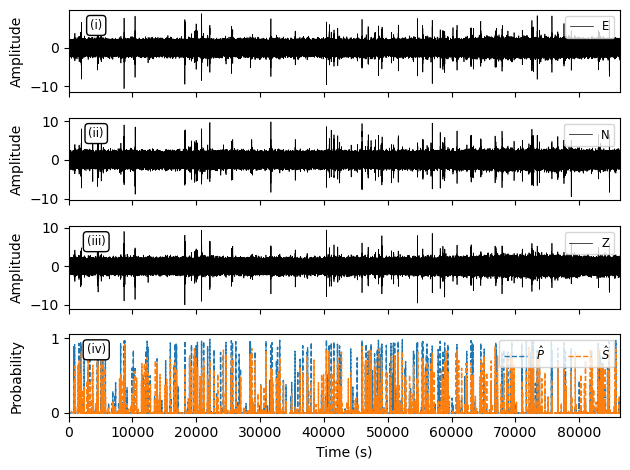 (i)
E
Amplitude
0
−10
(ii)
N
Amplitude
10
0
−10
(iii)
Z
Amplitude
10
0
−10
(iv)
P̂ Ŝ
Probability
1
0
0 10000 20000 30000 40000 50000 60000 70000 80000
Time (s)